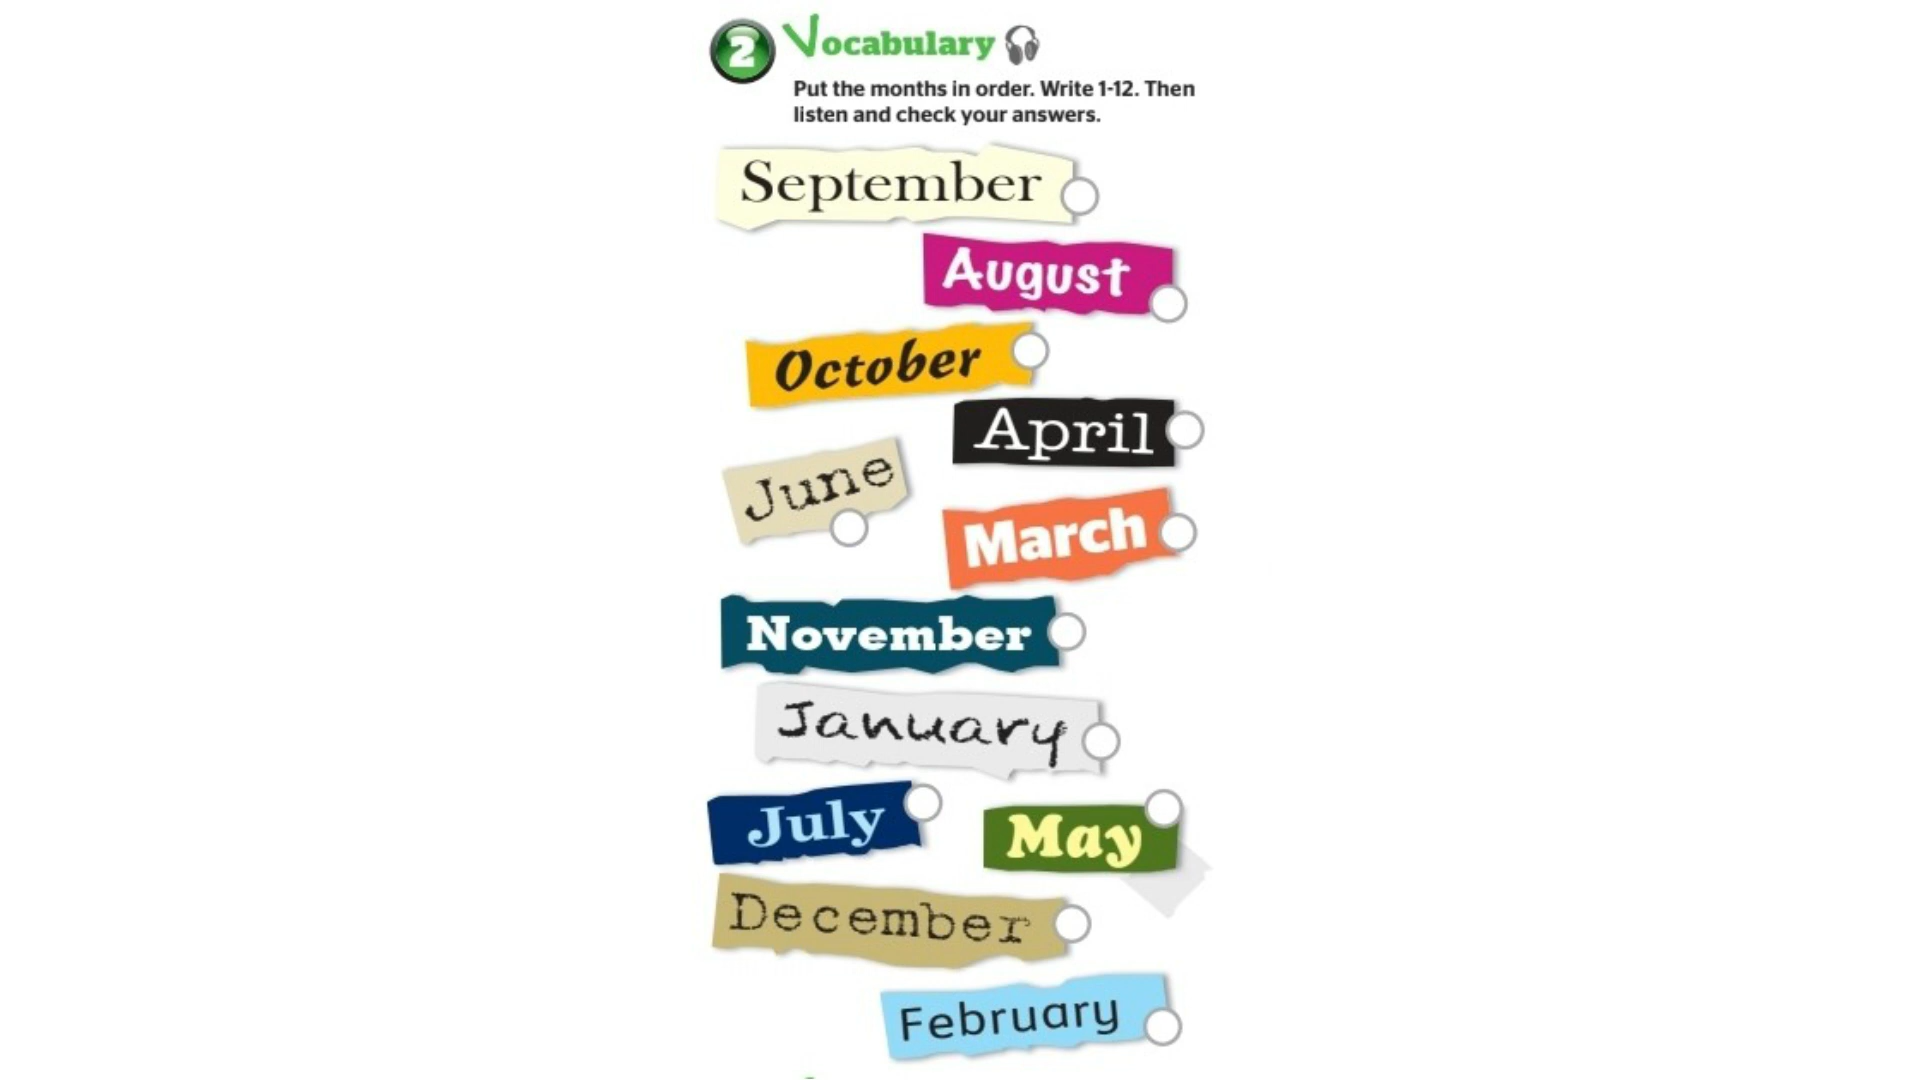 2 Vocabulary
Put the months in order. Write 1-12. Then
listen and check your answers.
September
August
October
April
June
March
November
January
July
May
December
February